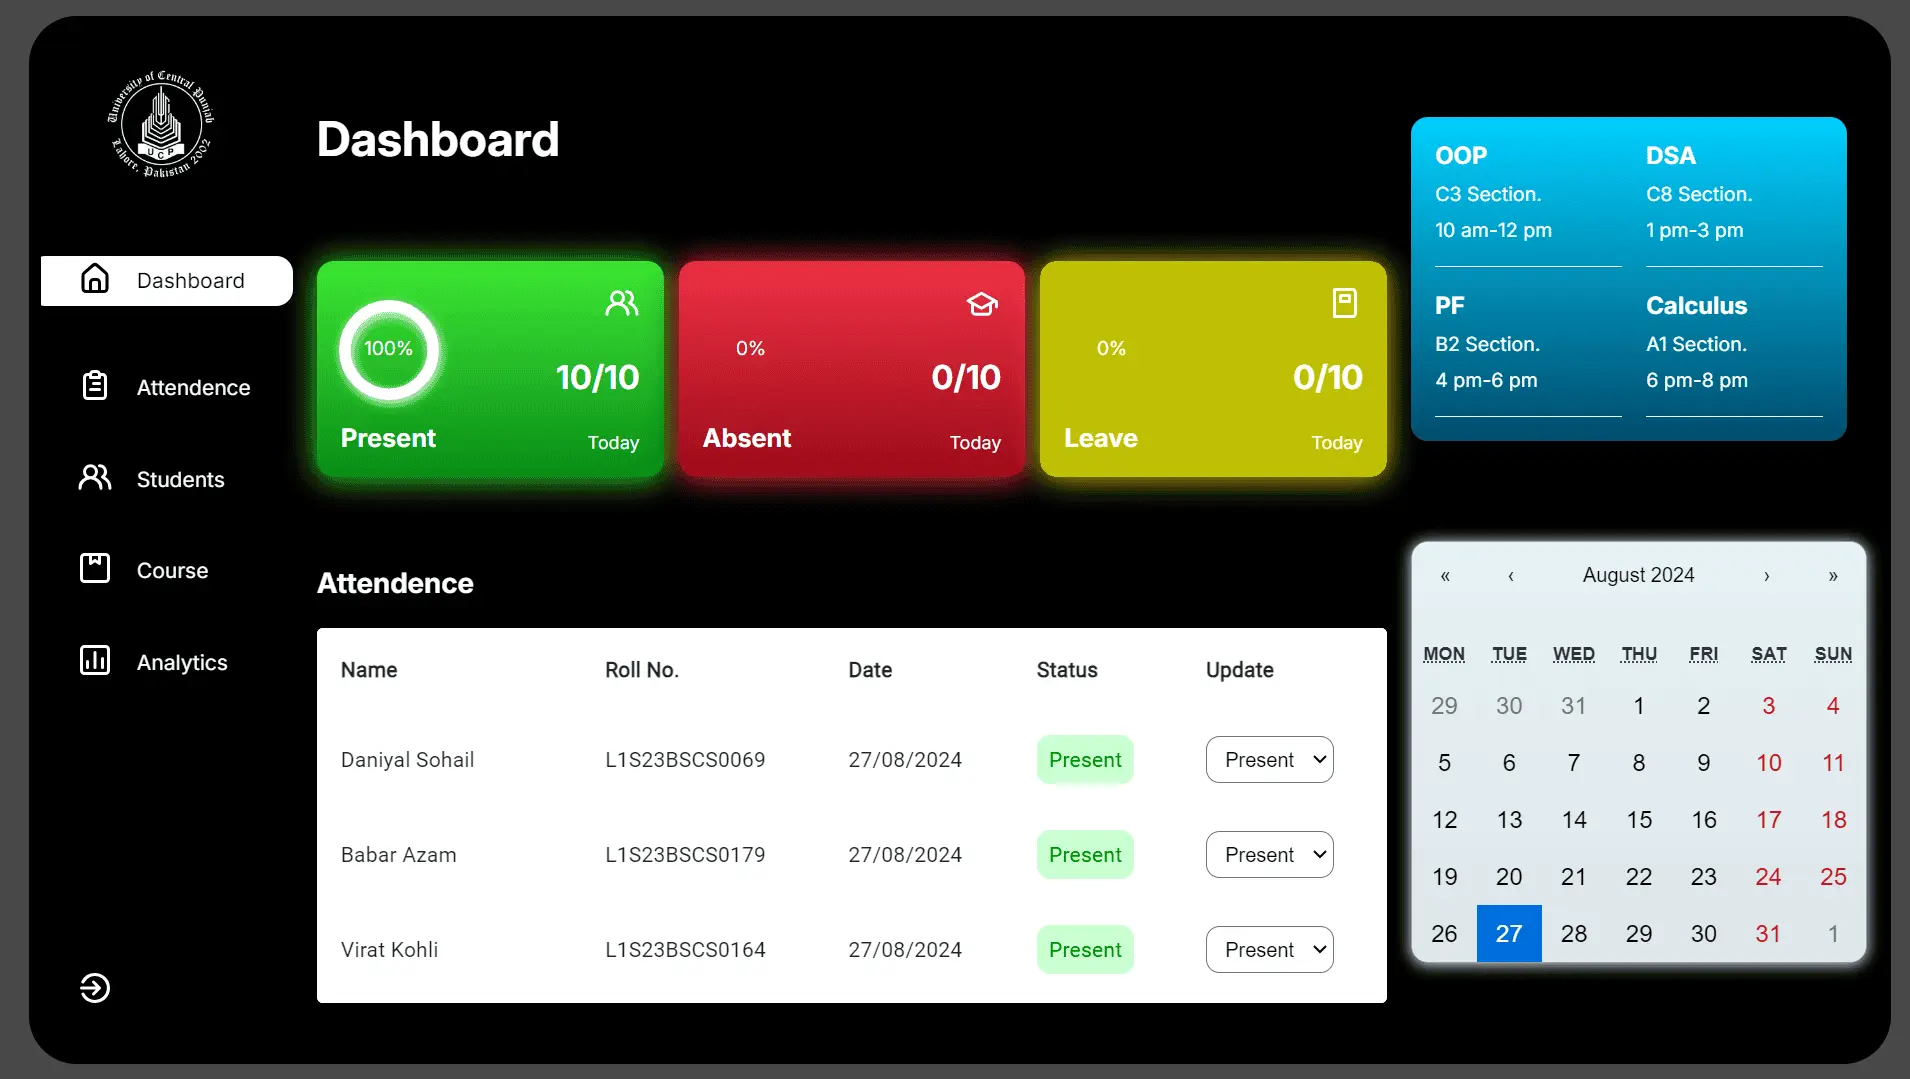 University of Central Punjab
UCP
Lahore, Pakistan 2002
Dashboard
Dashboard
Attendence
Students
Course
Analytics
100%
10/10
Present
Today
0%
0/10
Absent
Today
0%
0/10
Leave
Today
OOP
C3 Section.
10 am-12 pm
DSA
C8 Section.
1 pm-3 pm
PF
B2 Section.
4 pm-6 pm
Calculus
A1 Section.
6 pm-8 pm
Attendence
Name Roll No. Date Status Update
Daniyal Sohail L1S23BSCS0069 27/08/2024 Present Present
Babar Azam L1S23BSCS0179 27/08/2024 Present Present
Virat Kohli L1S23BSCS0164 27/08/2024 Present Present
« ‹ August 2024 › »
MON TUE WED THU FRI SAT SUN
29 30 31 1 2 3 4
5 6 7 8 9 10 11
12 13 14 15 16 17 18
19 20 21 22 23 24 25
26 27 28 29 30 31 1